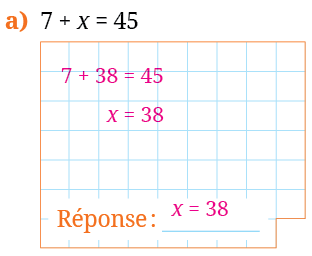 a) 7 + x = 45
7 + 38 = 45
x = 38
Réponse : x = 38